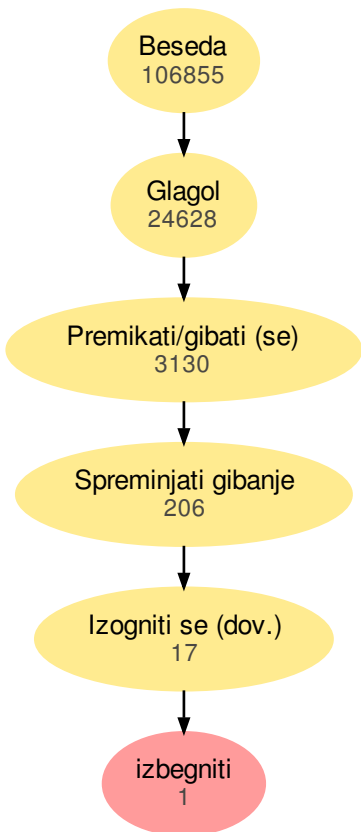 Beseda
106855
Glagol
24628
Premikati/gibati (se)
3130
Spreminjati gibanje
206
Izogniti se (dov.)
17
izbegniti
1